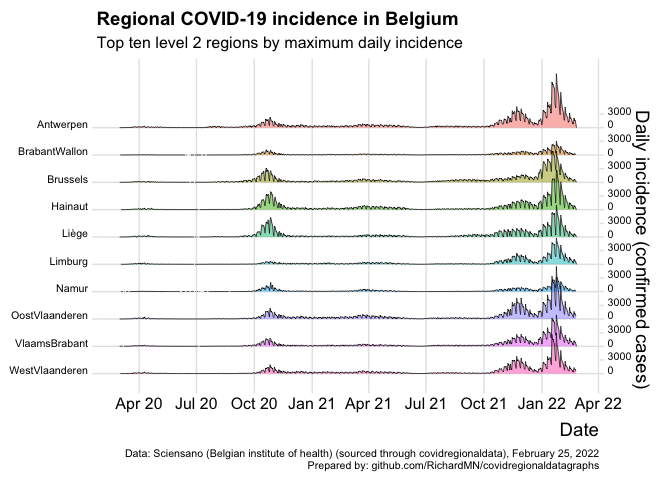 Regional COVID-19 incidence in Belgium
Top ten level 2 regions by maximum daily incidence
Antwerpen
BrabantWallon
Brussels
Hainaut
Liège
Limburg
Namur
OostVlaanderen
VlaamsBrabant
WestVlaanderen
3000
0
3000
0
3000
0
3000
0
3000
0
3000
0
3000
0
3000
0
3000
0
3000
0
Daily incidence (confirmed cases)
Apr 20 Jul 20 Oct 20 Jan 21 Apr 21 Jul 21 Oct 21 Jan 22 Apr 22
Date
Data: Sciensano (Belgian institute of health) (sourced through covidregionaldata), February 25, 2022
Prepared by: github.com/RichardMN/covidregionaldatagraphs